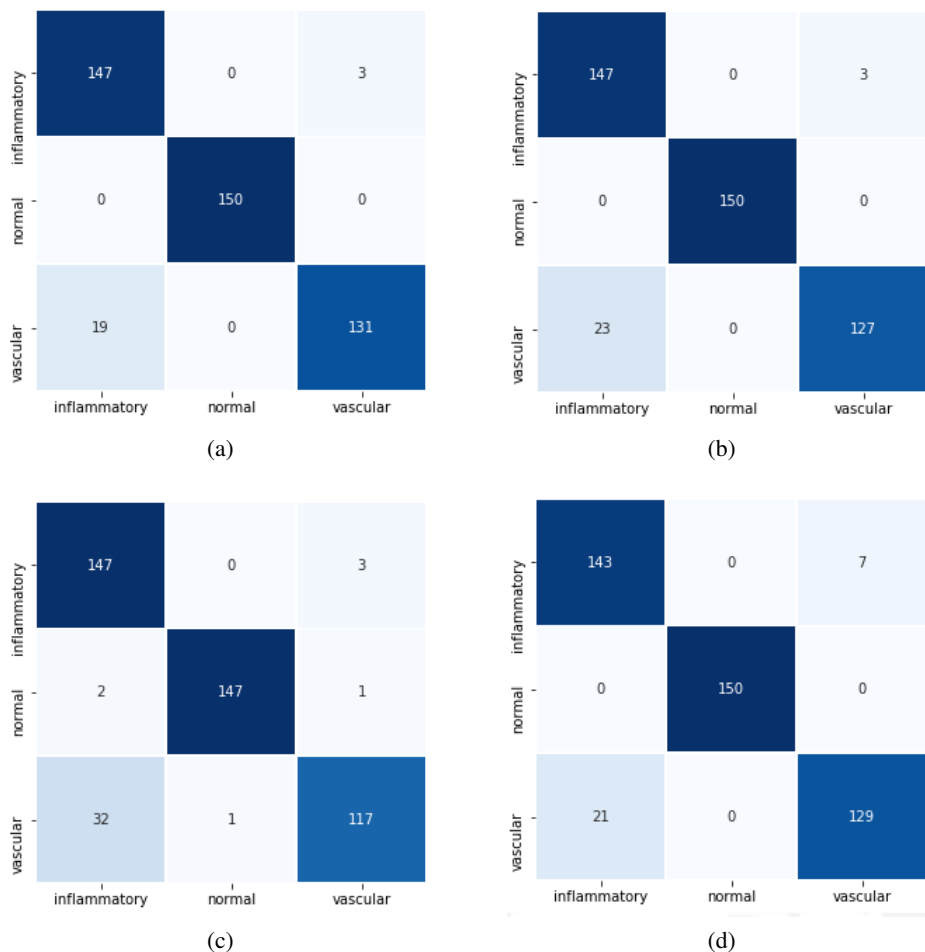 inflammatory 147 0 3
normal 0 150 0
vascular 19 0 131
inflammatory normal vascular
(a)
inflammatory 147 0 3
normal 0 150 0
vascular 23 0 127
inflammatory normal vascular
(b)
inflammatory 147 0 3
normal 2 147 1
vascular 32 1 117
inflammatory normal vascular
(c)
inflammatory 143 0 7
normal 0 150 0
vascular 21 0 129
inflammatory normal vascular
(d)